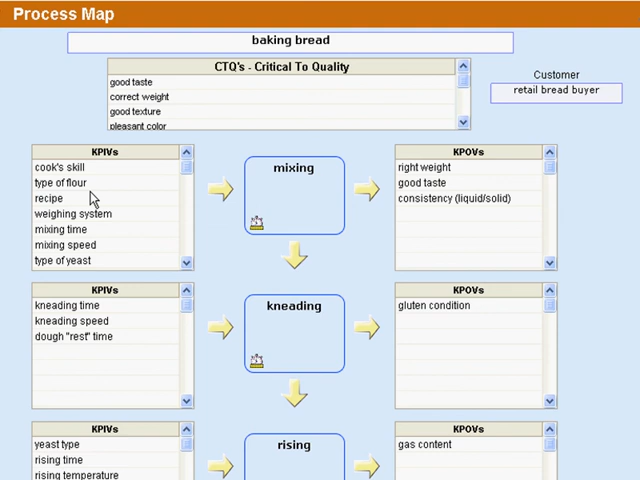 Process Map
baking bread
CTQ's - Critical To Quality
good taste
correct weight
good texture
pleasant color
Customer
retail bread buyer
KPIVs
cook's skill
type of flour
recipe
weighing system
mixing time
mixing speed
type of yeast
mixing
KPOVs
right weight
good taste
consistency (liquid/solid)
KPIVs
kneading time
kneading speed
dough "rest" time
kneading
KPOVs
gluten condition
KPIVs
yeast type
rising time
rising temperature
rising
KPOVs
gas content